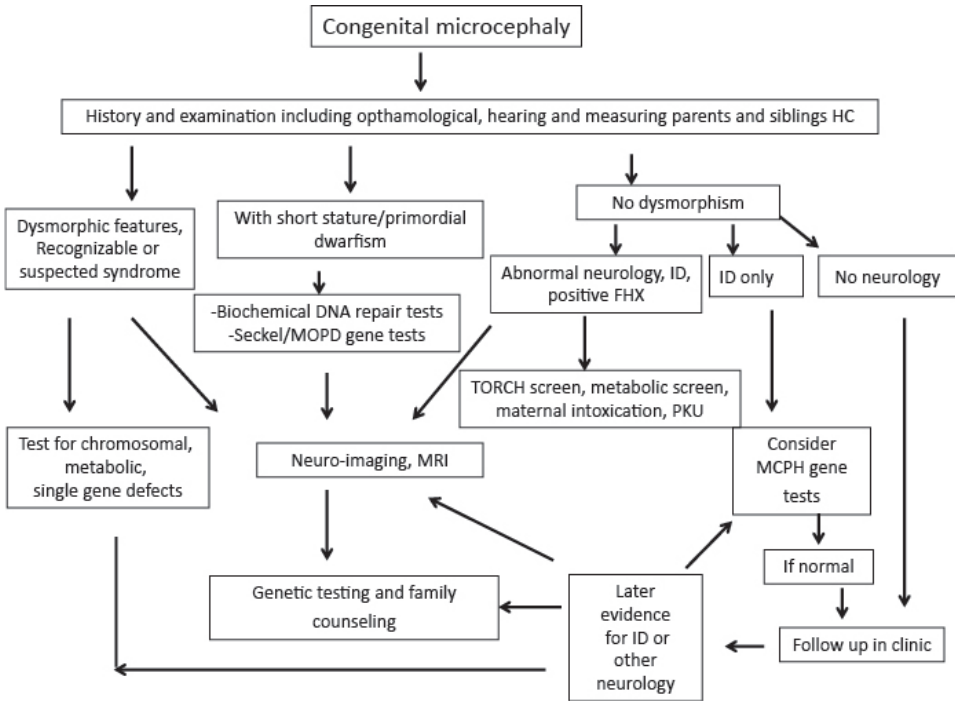 Congenital microcephaly
History and examination including opthamological, hearing and measuring parents and siblings HC
Dysmorphic features,
Recognizable or
suspected syndrome
With short stature/primordial
dwarfism
No dysmorphism
Abnormal neurology, ID,
positive FHX
ID only
No neurology
-Biochemical DNA repair tests
-Seckel/MOPD gene tests
TORCH screen, metabolic screen,
maternal intoxication, PKU
Test for chromosomal,
metabolic,
single gene defects
Neuro-imaging, MRI
Consider
MCPH gene
tests
If normal
Genetic testing and family
counseling
Later
evidence
for ID or
other
neurology
Follow up in clinic